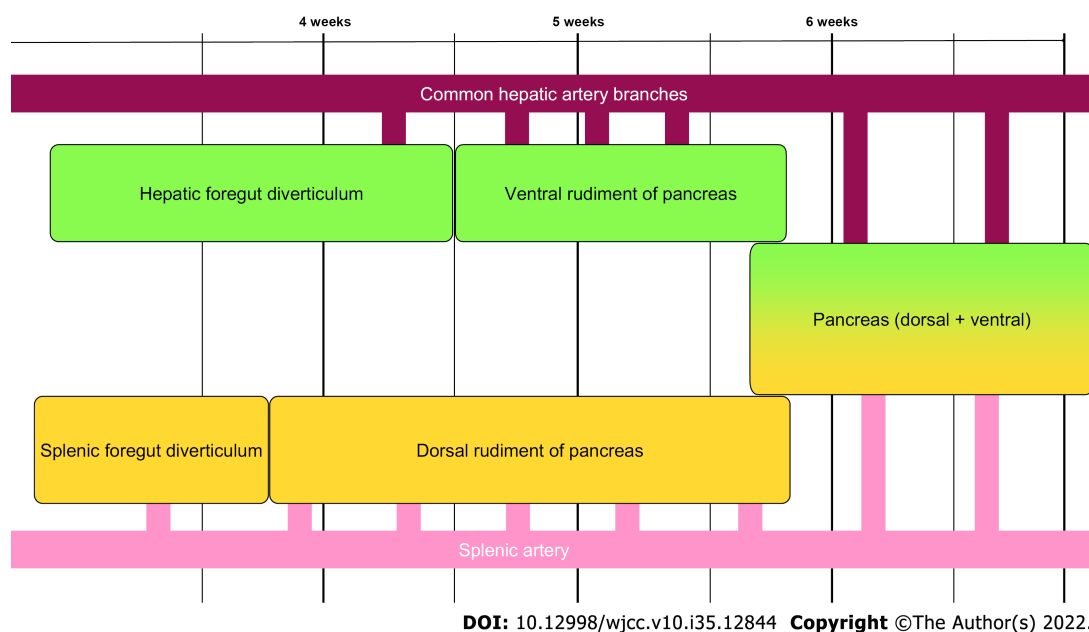 4 weeks 5 weeks 6 weeks
Common hepatic artery branches
Hepatic foregut diverticulum Ventral rudiment of pancreas
Pancreas (dorsal + ventral)
Splenic foregut diverticulum Dorsal rudiment of pancreas
Splenic artery
DOI: 10.12998/wjcc.v10.i35.12844 Copyright ©The Author(s) 2022.